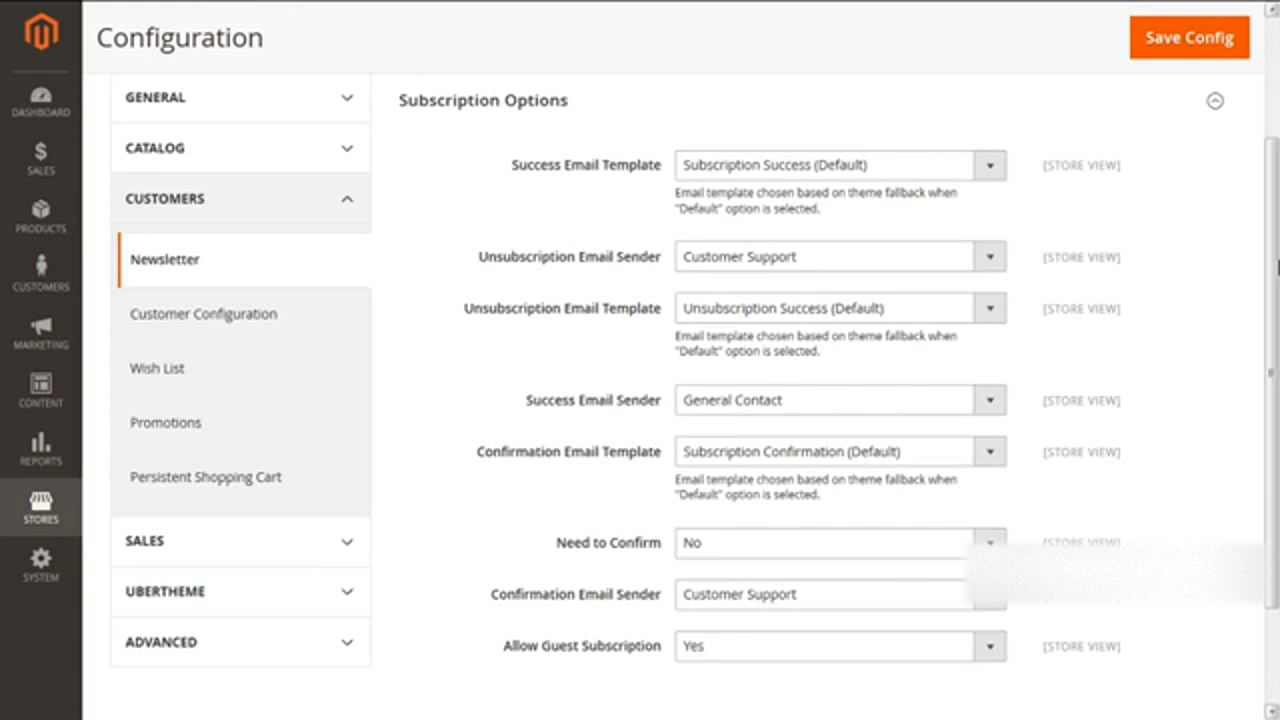 Configuration
Save Config
DASHBOARD
SALES
PRODUCTS
CUSTOMERS
MARKETING
CONTENT
REPORTS
STORES
SYSTEM
GENERAL
CATALOG
CUSTOMERS
Newsletter
Customer Configuration
Wish List
Promotions
Persistent Shopping Cart
SALES
UBERTHEME
ADVANCED
Subscription Options
Success Email Template Subscription Success (Default) [STORE VIEW]
Email template chosen based on theme fallback when
"Default" option is selected.
Unsubscription Email Sender Customer Support [STORE VIEW]
Unsubscription Email Template Unsubscription Success (Default) [STORE VIEW]
Email template chosen based on theme fallback when
"Default" option is selected.
Success Email Sender General Contact [STORE VIEW]
Confirmation Email Template Subscription Confirmation (Default) [STORE VIEW]
Email template chosen based on theme fallback when
"Default" option is selected.
Need to Confirm No [STORE VIEW]
Confirmation Email Sender Customer Support
Allow Guest Subscription Yes [STORE VIEW]